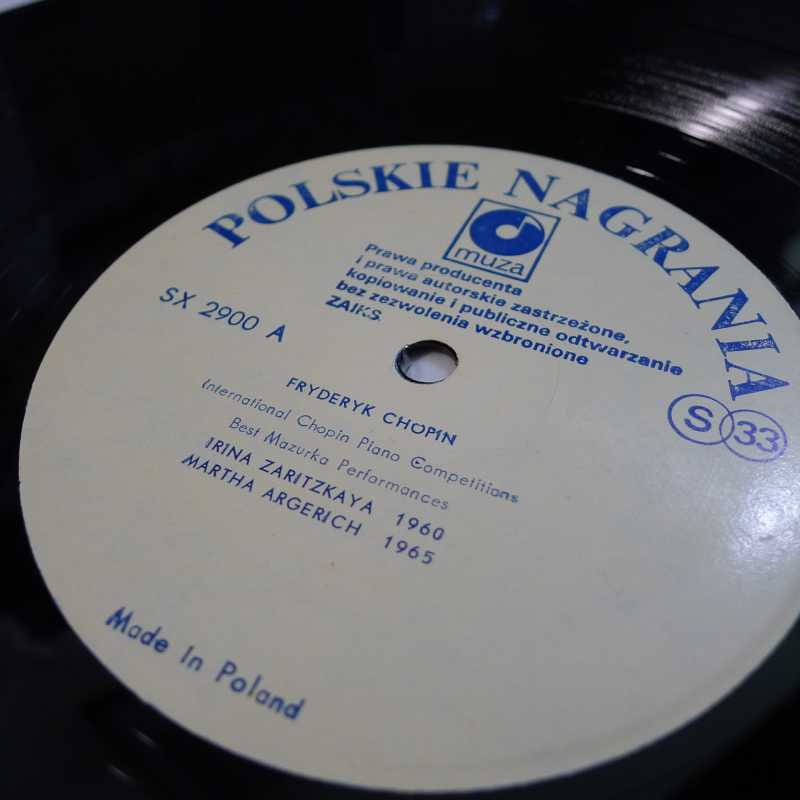 POLSKIE NAGRANIA
muza
Prawa producenta
i prawa autorskie zastrzeżone,
kopiowanie i publiczne odtwarzanie
bez zezwolenia wzbronione
ZAIKS
SX 2900 A
S 33
FRYDERYK CHOPIN
International Chopin Piano Competitions
Best Mazurka Performances
IRINA ZARITZKAYA 1960
MARTHA ARGERICH 1965
Made In Poland